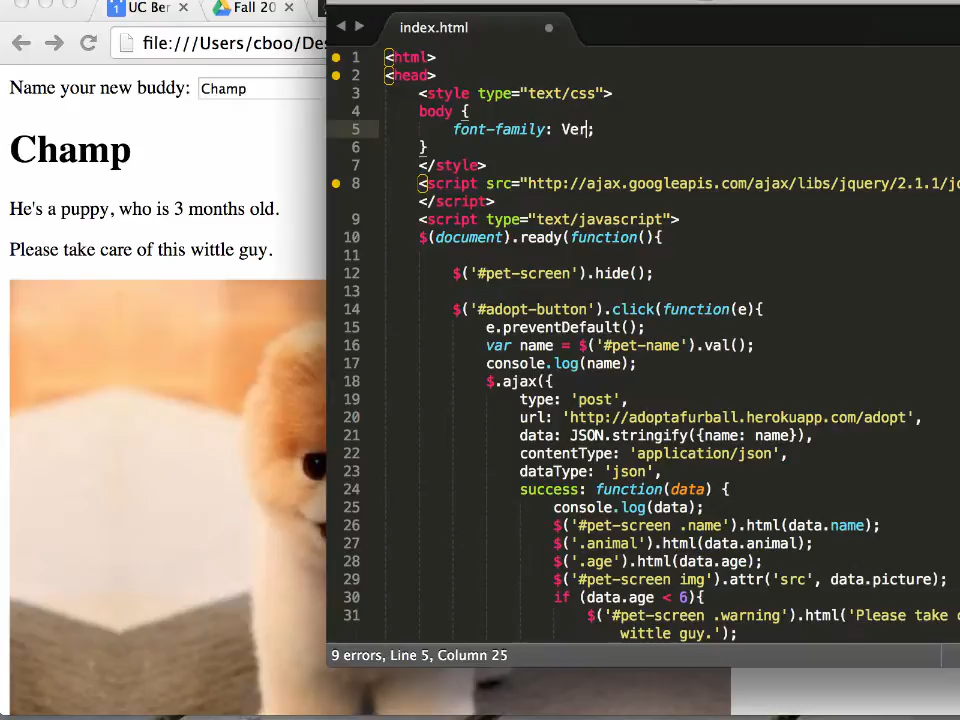 UC Ber
Fall 20
file:///Users/cboo/Des
Name your new buddy: Champ
Champ
He's a puppy, who is 3 months old.
Please take care of this wittle guy.
index.html
1 <html>
2 <head>
3 <style type="text/css">
4 body {
5 font-family: Ver;
6 }
7 </style>
8 <script src="http://ajax.googleapis.com/ajax/libs/jquery/2.1.1/jq
</script>
9 <script type="text/javascript">
10 $(document).ready(function(){
11
12 $('#pet-screen').hide();
13
14 $('#adopt-button').click(function(e){
15 e.preventDefault();
16 var name = $('#pet-name').val();
17 console.log(name);
18 $.ajax({
19 type: 'post',
20 url: 'http://adoptafurball.herokuapp.com/adopt',
21 data: JSON.stringify({name: name}),
22 contentType: 'application/json',
23 dataType: 'json',
24 success: function(data) {
25 console.log(data);
26 $('#pet-screen .name').html(data.name);
27 $('.animal').html(data.animal);
28 $('.age').html(data.age);
29 $('#pet-screen img').attr('src', data.picture);
30 if (data.age < 6){
31 $('#pet-screen .warning').html('Please take c
wittle guy.');
9 errors, Line 5, Column 25